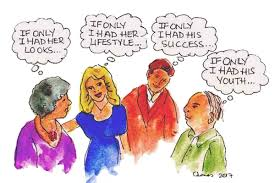 IF ONLY
I HAD HER
LOOKS...
IF ONLY
I HAD HER
LIFESTYLE...
IF ONLY
I HAD HIS
SUCCESS...
IF ONLY
I HAD HIS
YOUTH...
2017